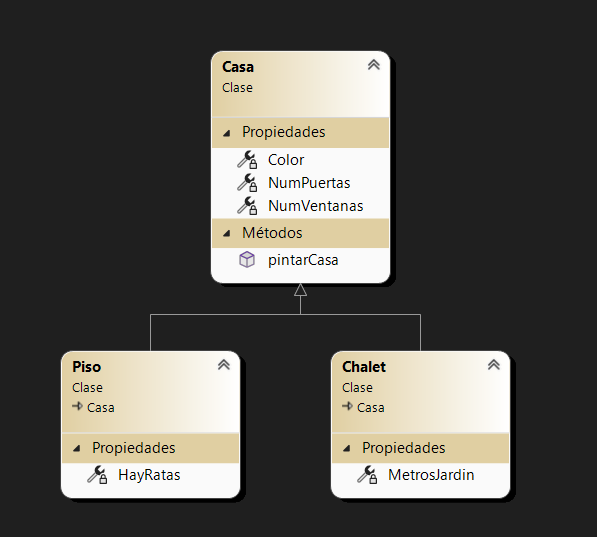 Casa
Clase
Propiedades
Color
NumPuertas
NumVentanas
Métodos
pintarCasa
Piso
Clase
Casa
Propiedades
HayRatas
Chalet
Clase
Casa
Propiedades
MetrosJardin